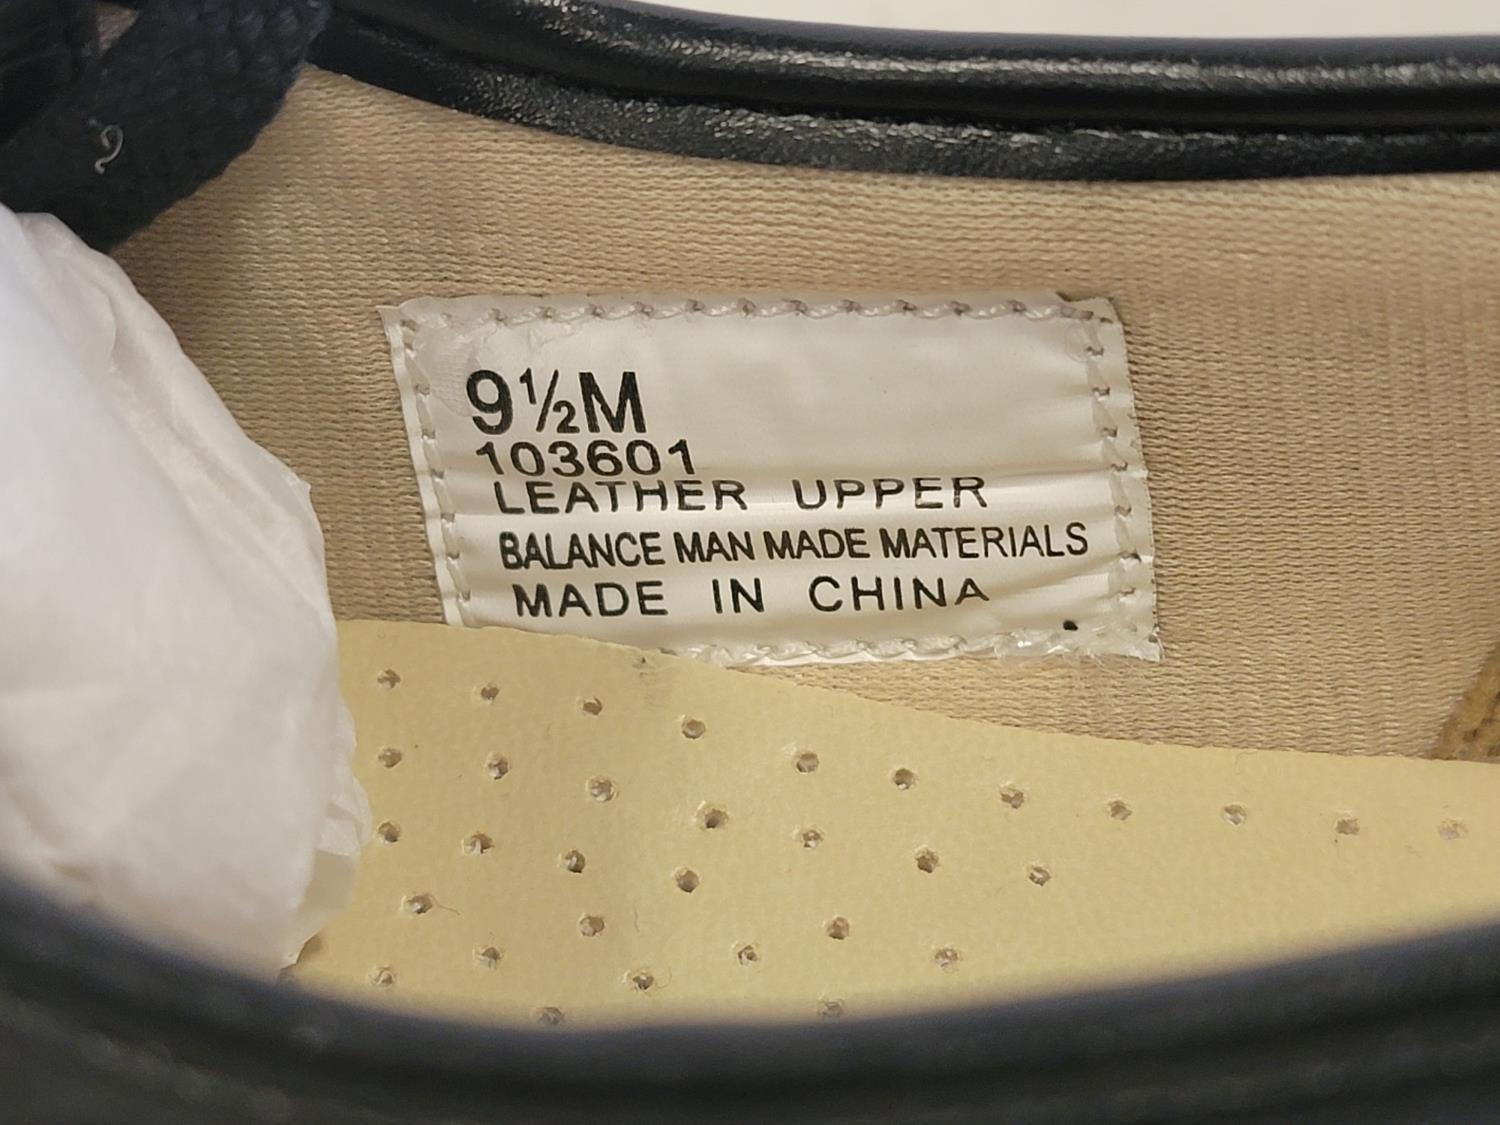 9½M
103601
LEATHER UPPER
BALANCE MAN MADE MATERIALS
MADE IN CHINA